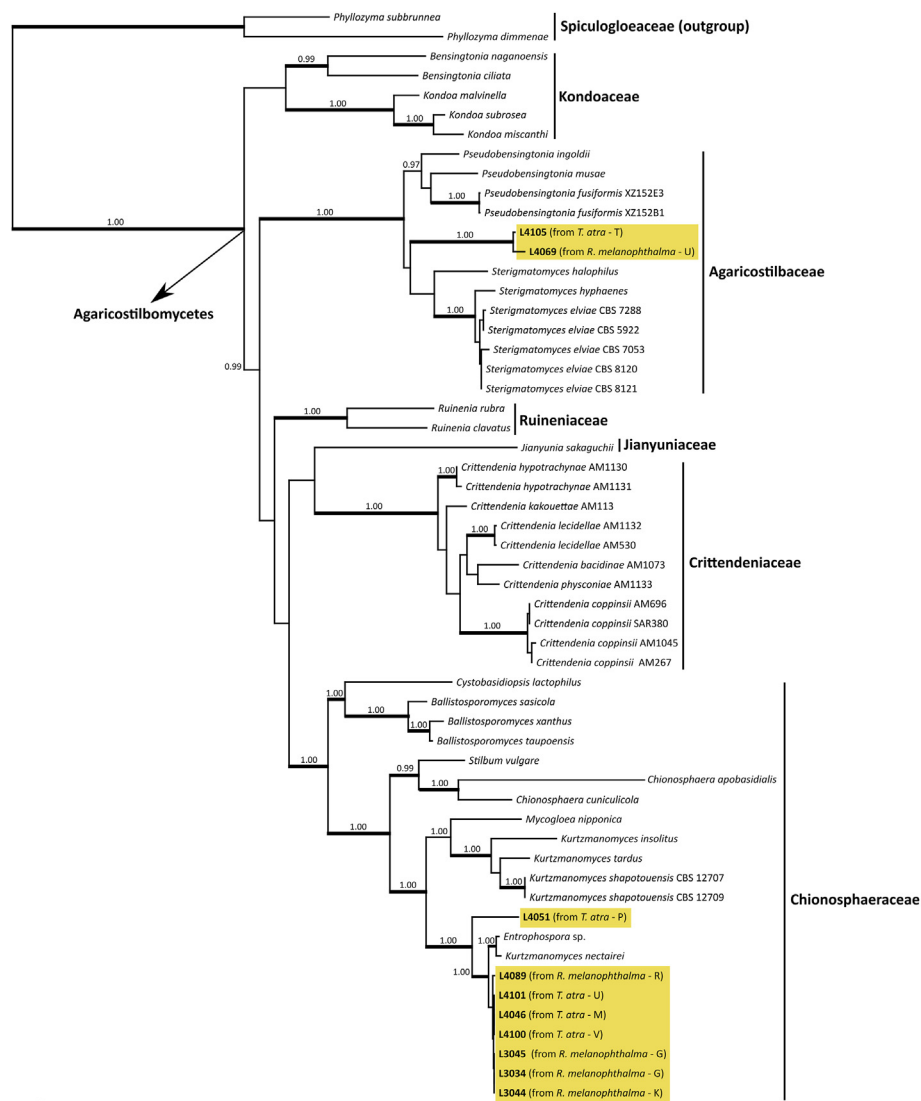 Phyllozyma subbrunnea
Phyllozyma dimmenae
Spiculogloeaceae (outgroup)
0.99
Bensingtonia naganoensis
Bensingtonia ciliata
1.00
Kondoa malvinella
1.00
Kondoa subrosea
Kondoa miscanthi
Kondoaceae
1.00
Agaricostilbomycetes
0.99
1.00
0.97
Pseudobensingtonia ingoldii
Pseudobensingtonia musae
1.00
Pseudobensingtonia fusiformis XZ152E3
Pseudobensingtonia fusiformis XZ152B1
1.00
L4105 (from T. atra - T)
L4069 (from R. melanophthalma - U)
Sterigmatomyces halophilus
Sterigmatomyces hyphaenes
1.00
Sterigmatomyces elviae CBS 7288
Sterigmatomyces elviae CBS 5922
Sterigmatomyces elviae CBS 7053
Sterigmatomyces elviae CBS 8120
Sterigmatomyces elviae CBS 8121
Agaricostilbaceae
1.00
Ruinenia rubra
Ruinenia clavatus
Ruineniaceae
Jianyunia sakaguchii
Jianyuniaceae
1.00
1.00
Crittendenia hypotrachynae AM1130
Crittendenia hypotrachynae AM1131
Crittendenia kakouettae AM113
1.00
Crittendenia lecidellae AM1132
Crittendenia lecidellae AM530
Crittendenia bacidinae AM1073
Crittendenia physconiae AM1133
1.00
Crittendenia coppinsii AM696
Crittendenia coppinsii SAR380
Crittendenia coppinsii AM1045
Crittendenia coppinsii AM267
Crittendeniaceae
1.00
1.00
Cystobasidiopsis lactophilus
1.00
Ballistosporomyces sasicola
1.00
Ballistosporomyces xanthus
Ballistosporomyces taupoensis
1.00
0.99
Stilbum vulgare
1.00
Chionosphaera apobasidialis
Chionosphaera cuniculicola
1.00
1.00
Mycogloea nipponica
1.00
Kurtzmanomyces insolitus
Kurtzmanomyces tardus
1.00
Kurtzmanomyces shapotouensis CBS 12707
Kurtzmanomyces shapotouensis CBS 12709
1.00
L4051 (from T. atra - P)
1.00
1.00
Entrophospora sp.
Kurtzmanomyces nectairei
L4089 (from R. melanophthalma - R)
L4101 (from T. atra - U)
L4046 (from T. atra - M)
L4100 (from T. atra - V)
L3045 (from R. melanophthalma - G)
L3034 (from R. melanophthalma - G)
L3044 (from R. melanophthalma - K)
Chionosphaeraceae